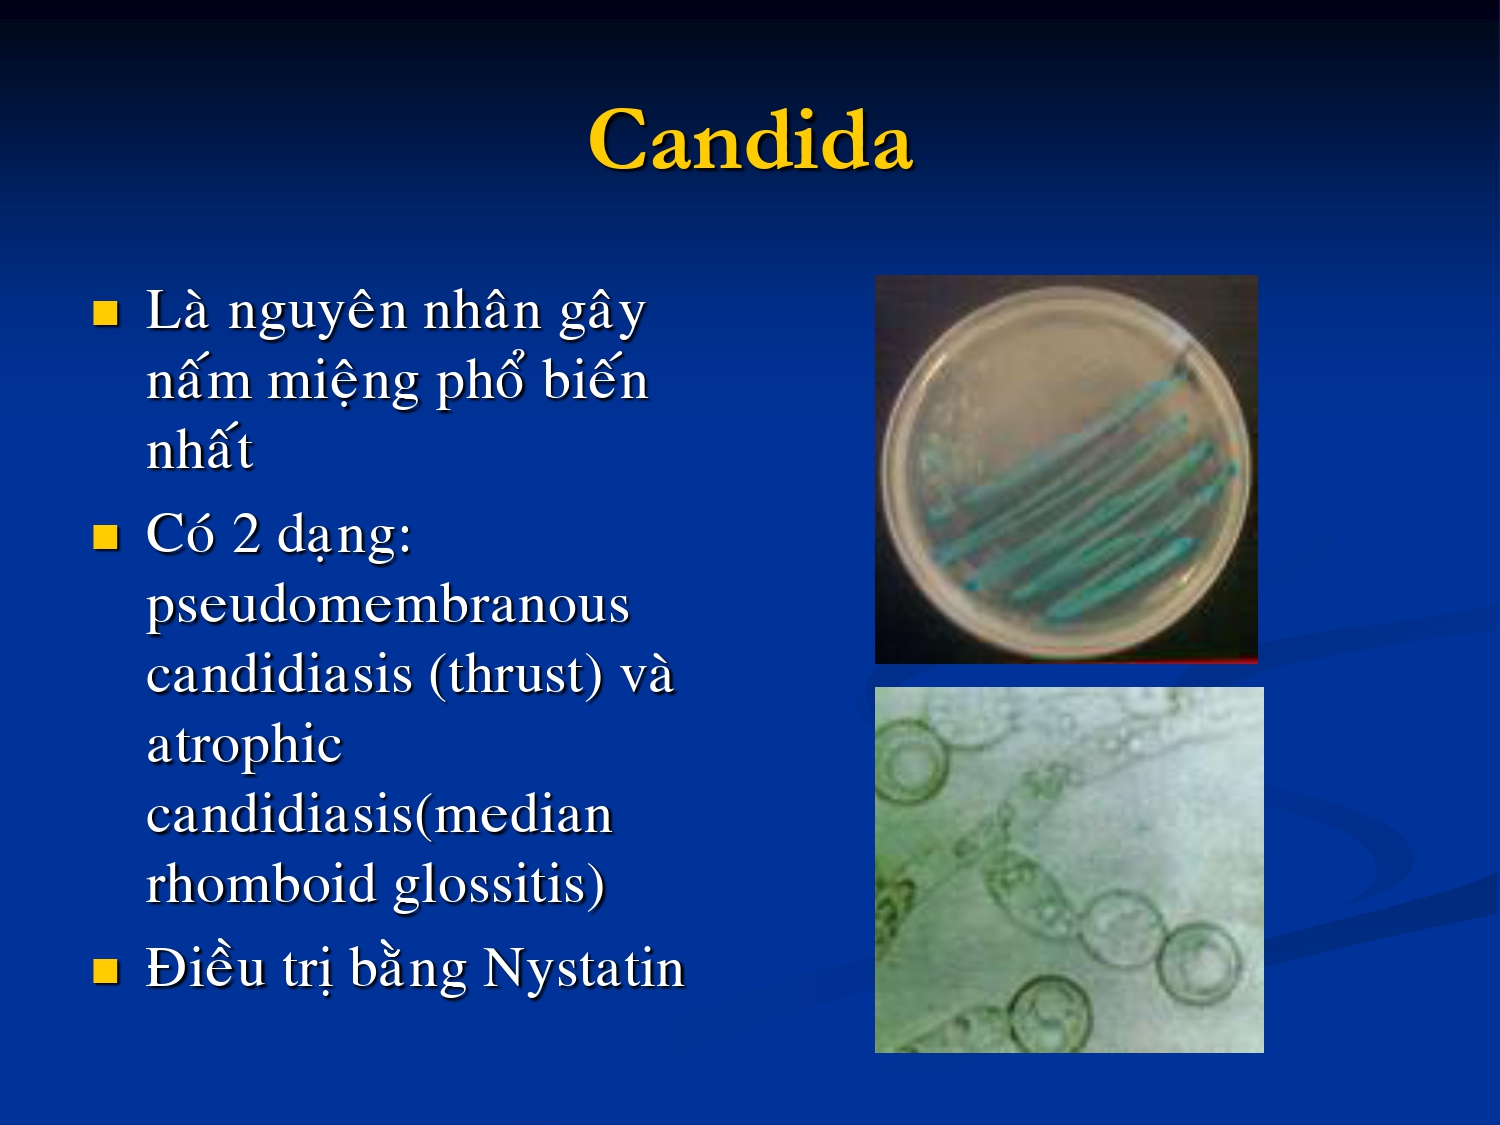 Candida
Là nguyên nhân gây
nấm miệng phổ biến
nhất
Có 2 dạng:
pseudomembranous
candidiasis (thrust) và
atrophic
candidiasis(median
rhomboid glossitis)
Điều trị bằng Nystatin